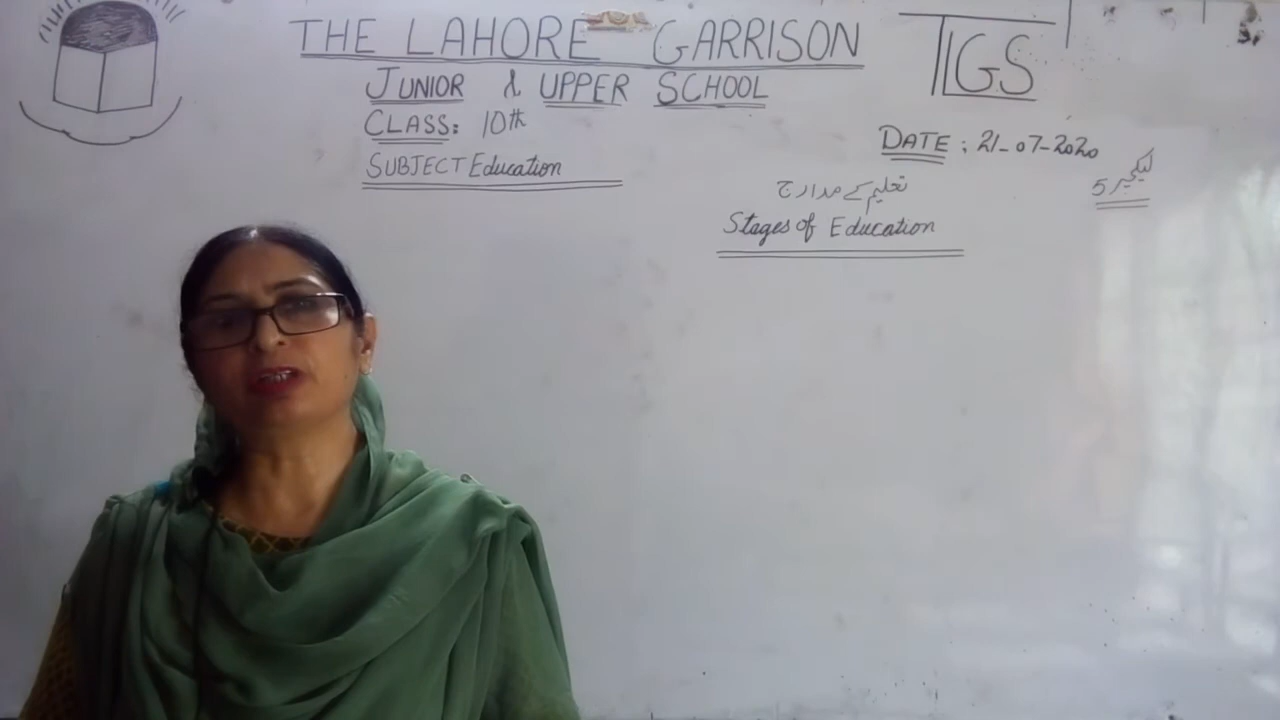 THE LAHORE GARRISON
TLGS
JUNIOR & UPPER SCHOOL
CLASS: 10th
DATE : 21-07-2020
SUBJECT Education
لیکچر 5
تعلیم کے مدارج
Stages of Education